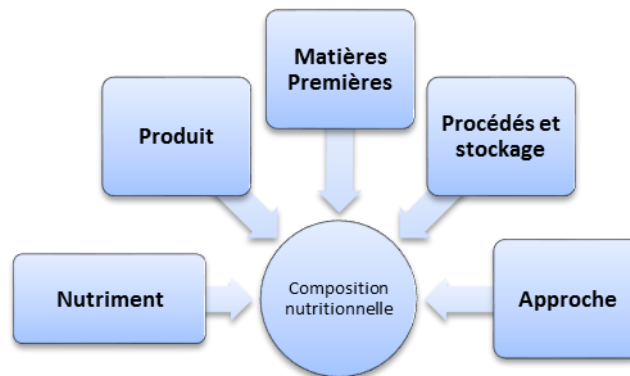 Matières
Premières
Produit
Procédés et
stockage
Nutriment
Composition
nutritionnelle
Approche